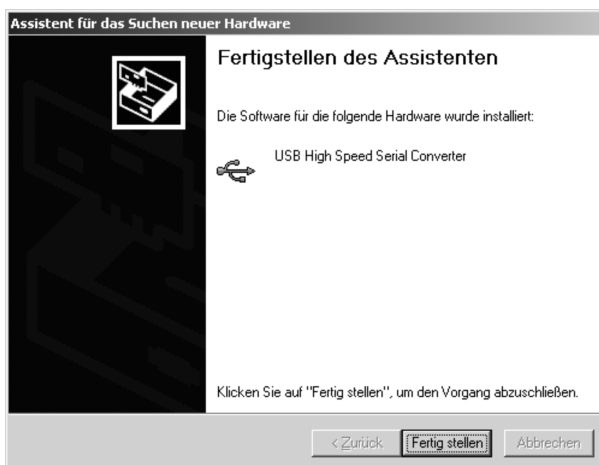 Assistent für das Suchen neuer Hardware
Fertigstellen des Assistenten
Die Software für die folgende Hardware wurde installiert:
USB High Speed Serial Converter
Klicken Sie auf "Fertig stellen", um den Vorgang abzuschließen.
< Zurück Fertig stellen Abbrechen